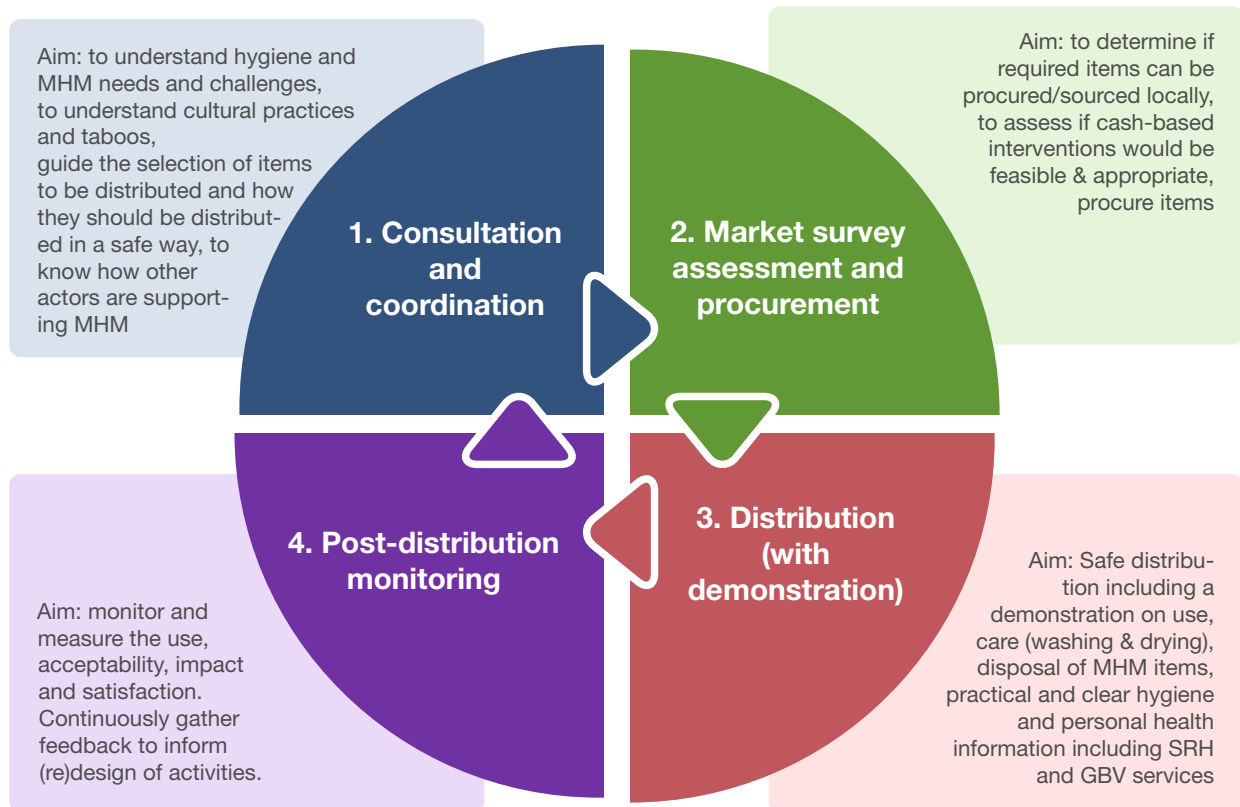 Aim: to understand hygiene and
MHM needs and challenges,
to understand cultural practices
and taboos,
guide the selection of items
to be distributed and how
they should be distribut-
ed in a safe way, to
know how other
actors are support-
ing MHM
1. Consultation
and
coordination
Aim: to determine if
required items can be
procured/sourced locally,
to assess if cash-based
interventions would be
feasible & appropriate,
procure items
2. Market survey
assessment and
procurement
3. Distribution
(with
demonstration)
Aim: Safe distribu-
tion including a
demonstration on use,
care (washing & drying),
disposal of MHM items,
practical and clear hygiene
and personal health
information including SRH
and GBV services
4. Post-distribution
monitoring
Aim: monitor and
measure the use,
acceptability, impact
and satisfaction.
Continuously gather
feedback to inform
(re)design of activities.